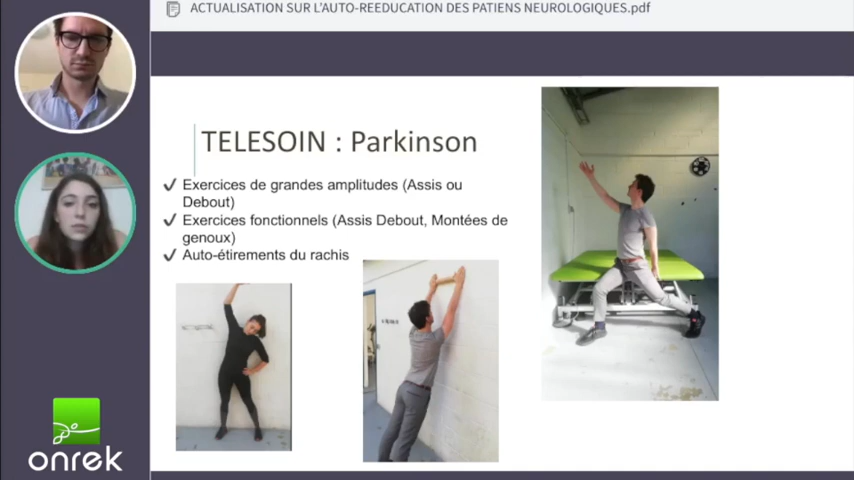 ACTUALISATION SUR L'AUTO-REEDUCATION DES PATIENS NEUROLOGIQUES.pdf
TELESOIN : Parkinson
✔ Exercices de grandes amplitudes (Assis ou
Debout)
✔ Exercices fonctionnels (Assis Debout, Montées de
genoux)
✔ Auto-étirements du rachis
onrek